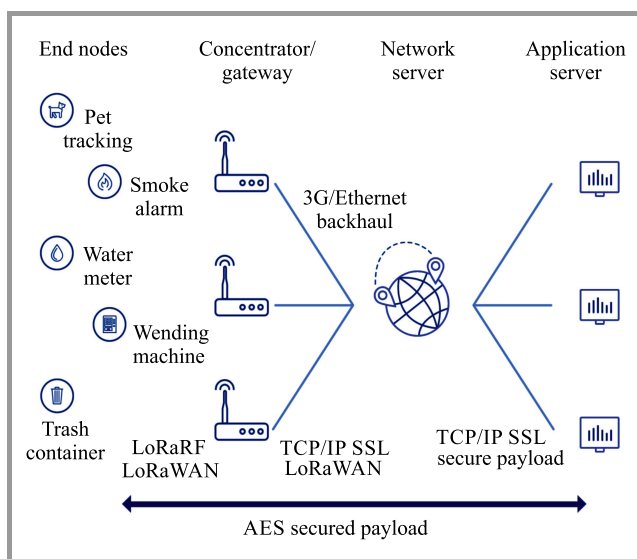 End nodes
Concentrator/
gateway
Network
server
Application
server
Pet
tracking
Smoke
alarm
3G/Ethernet
backhaul
Water
meter
Wending
machine
Trash
container
LoRaRF
LoRaWAN
TCP/IP SSL
LoRaWAN
TCP/IP SSL
secure payload
AES secured payload